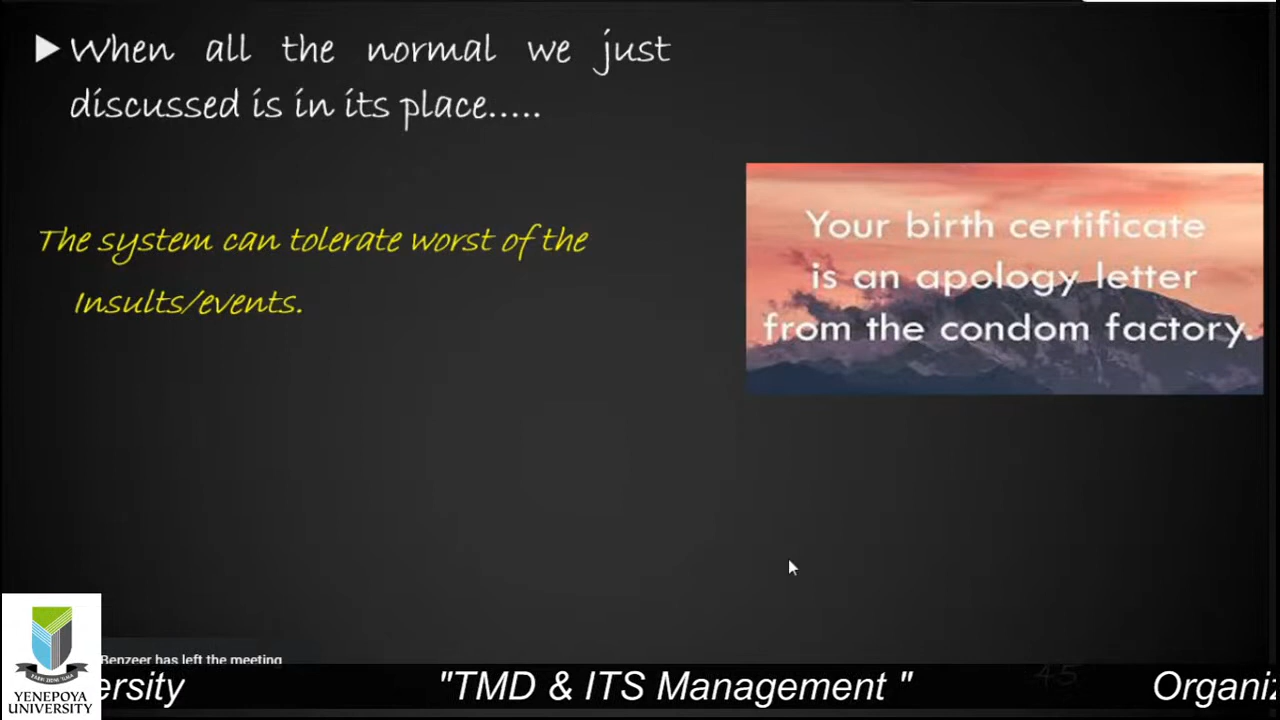 When all the normal we just
discussed is in its place.....
The system can tolerate worst of the
Insults/events.
Your birth certificate
is an apology letter
from the condom factory.
Benzeer has left the meeting
ersity "TMD & ITS Management " Organiz
45
YENEPOYA
UNIVERSITY